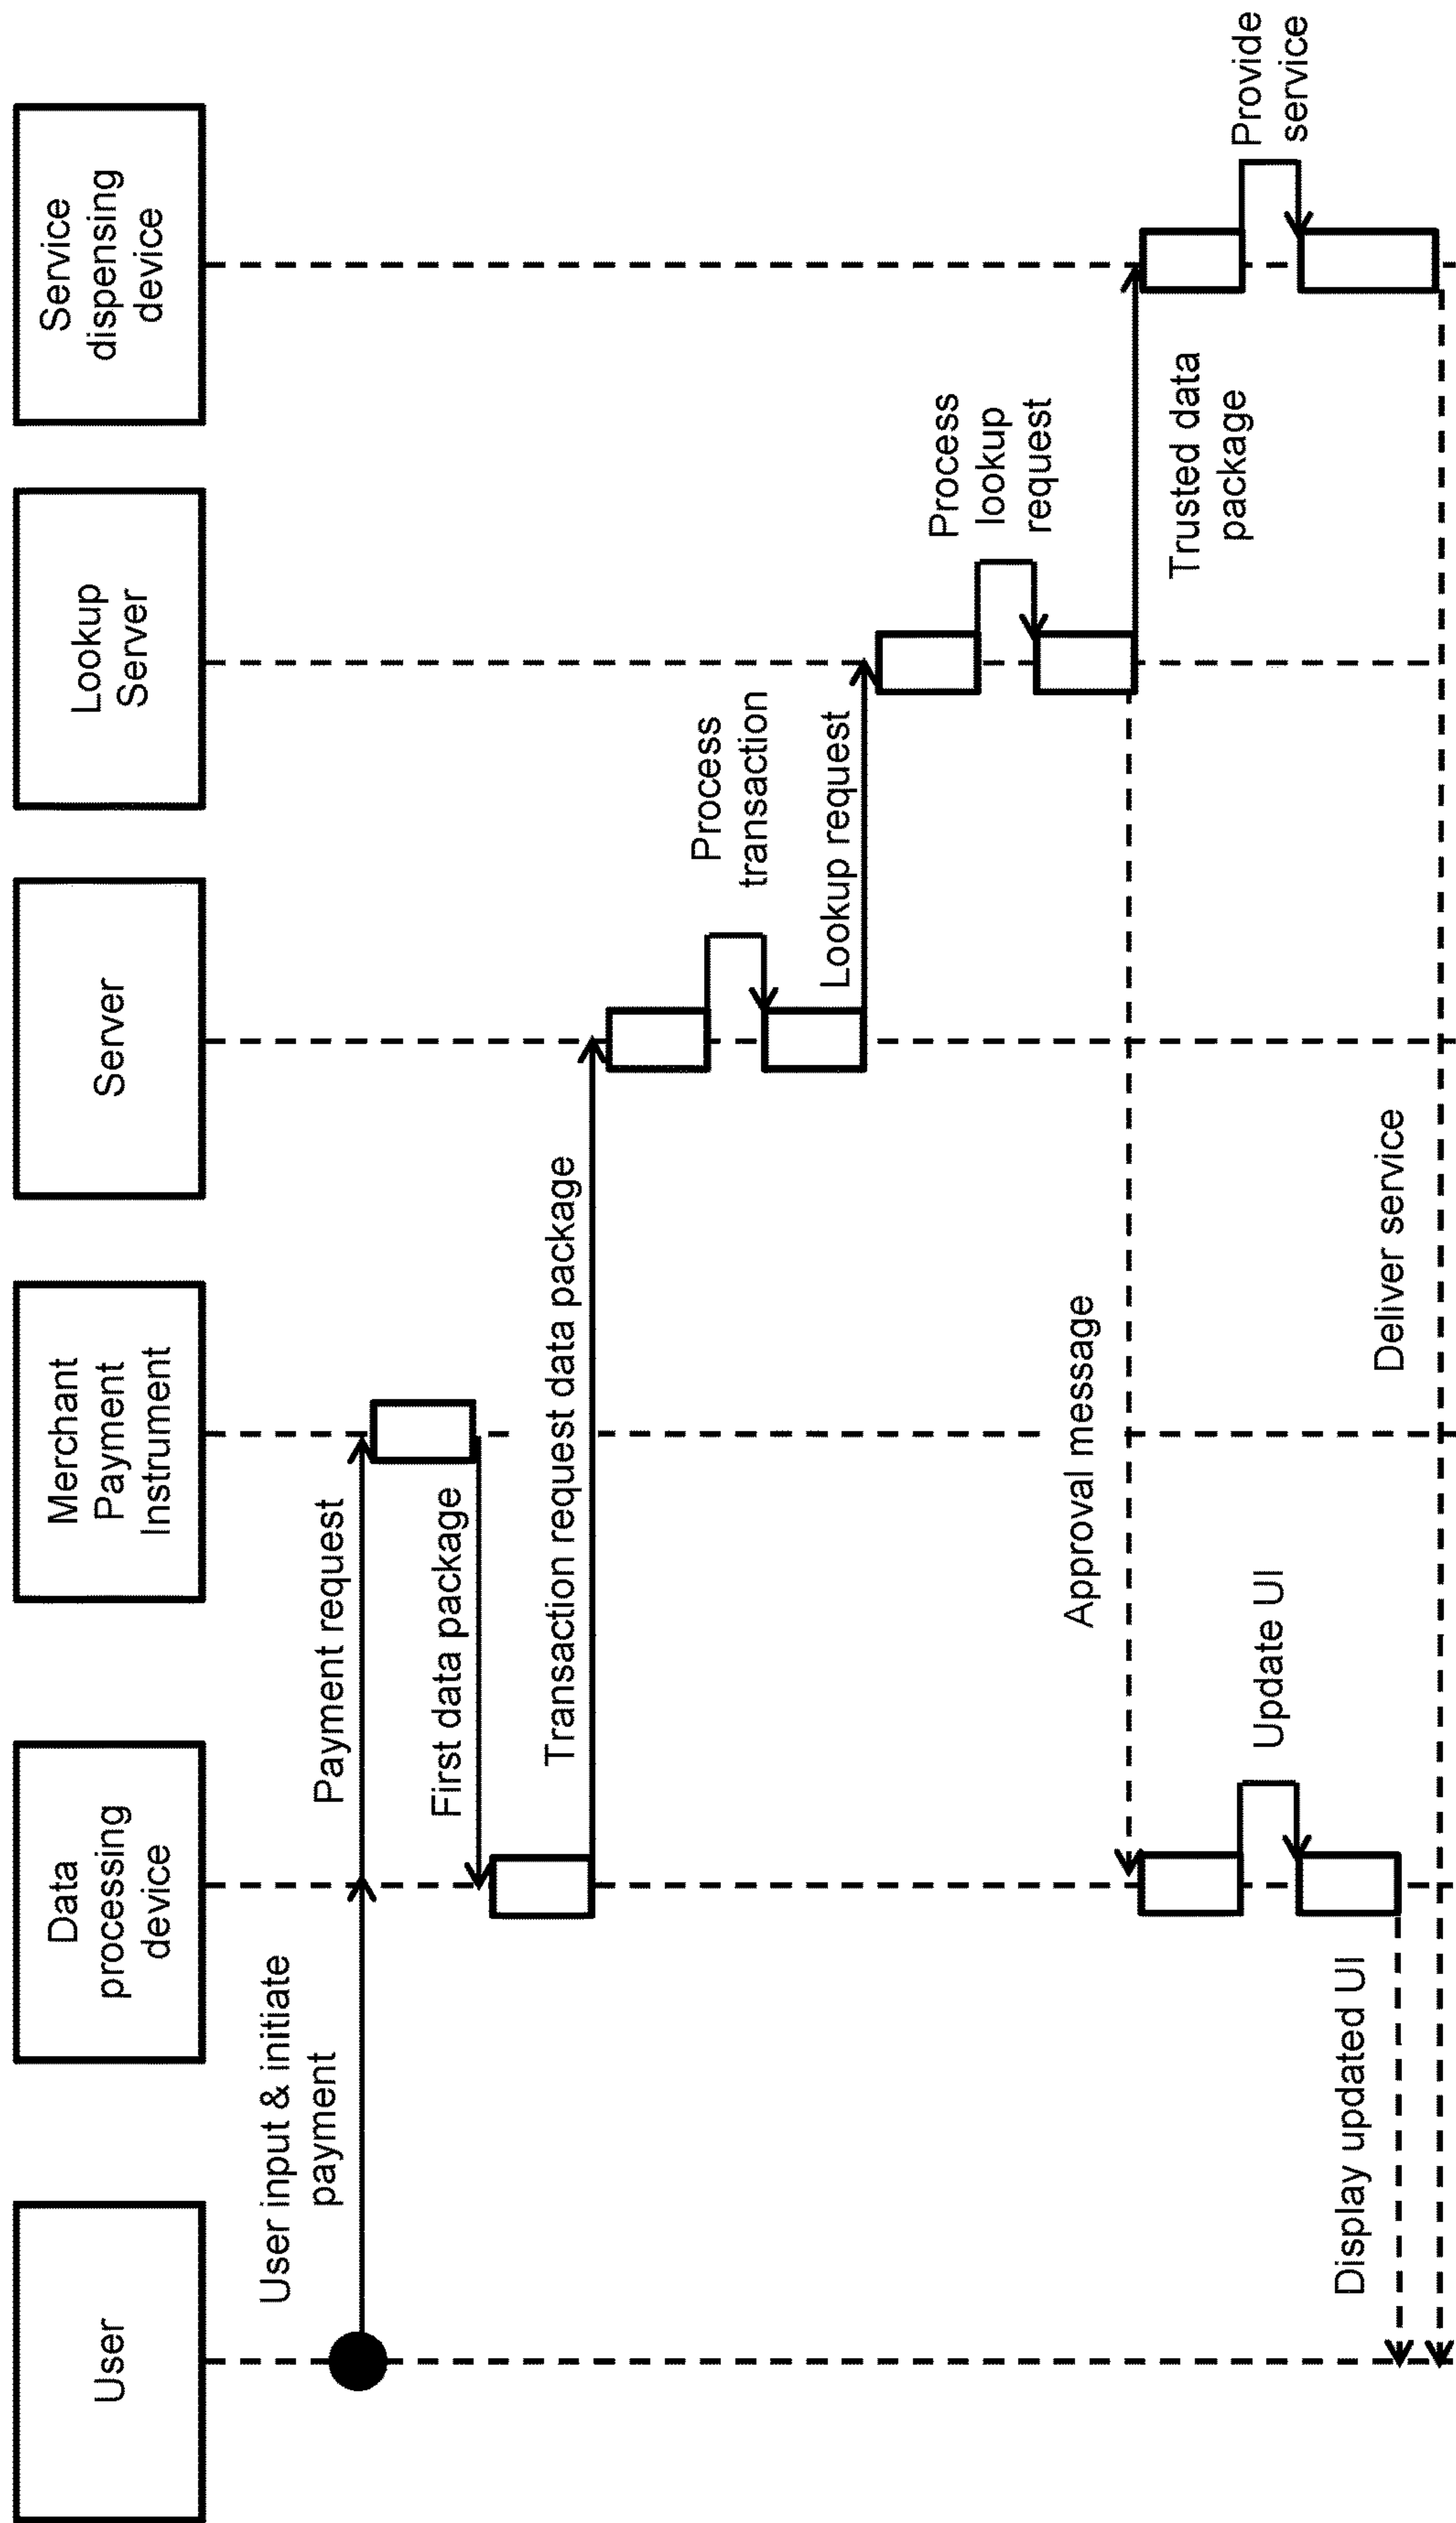 User
Data
processing
device
Merchant
Payment
Instrument
Server
Lookup
Server
Service
dispensing
device
User input & initiate
payment
Payment request
First data package
Transaction request data package
Process
transaction
Lookup request
Process
lookup
request
Approval message
Trusted data
package
Update UI
Provide
service
Display updated UI
Deliver service